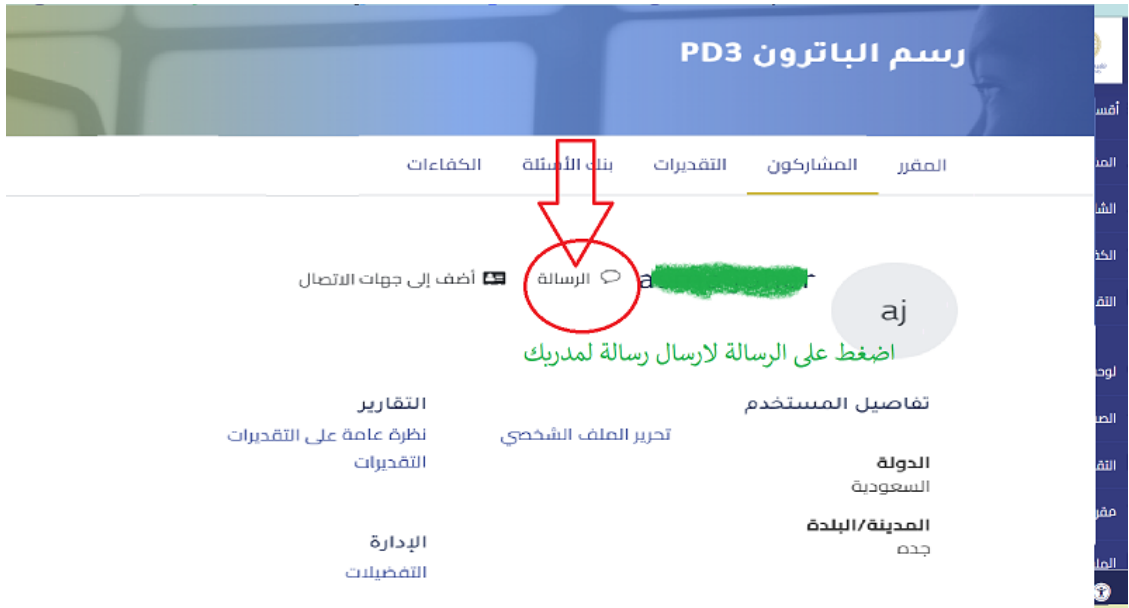 رسم الباترون PD3
المقرر المشاركون التقديرات بنك الأسئلة الكفاءات
aj
الرسالة أضف إلى جهات الاتصال
اضغط على الرسالة لارسال رسالة لمدربك
تفاصيل المستخدم
تحرير الملف الشخصي
الدولة
السعودية
المدينة/البلدة
جده
التقارير
نظرة عامة على التقديرات
التقديرات
الإدارة
التفضيلات